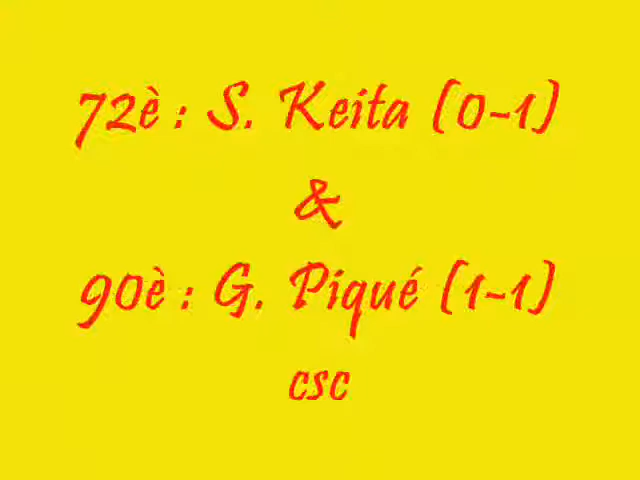 72è : S. Keita (0-1)
&
90è : G. Piqué (1-1)
csc